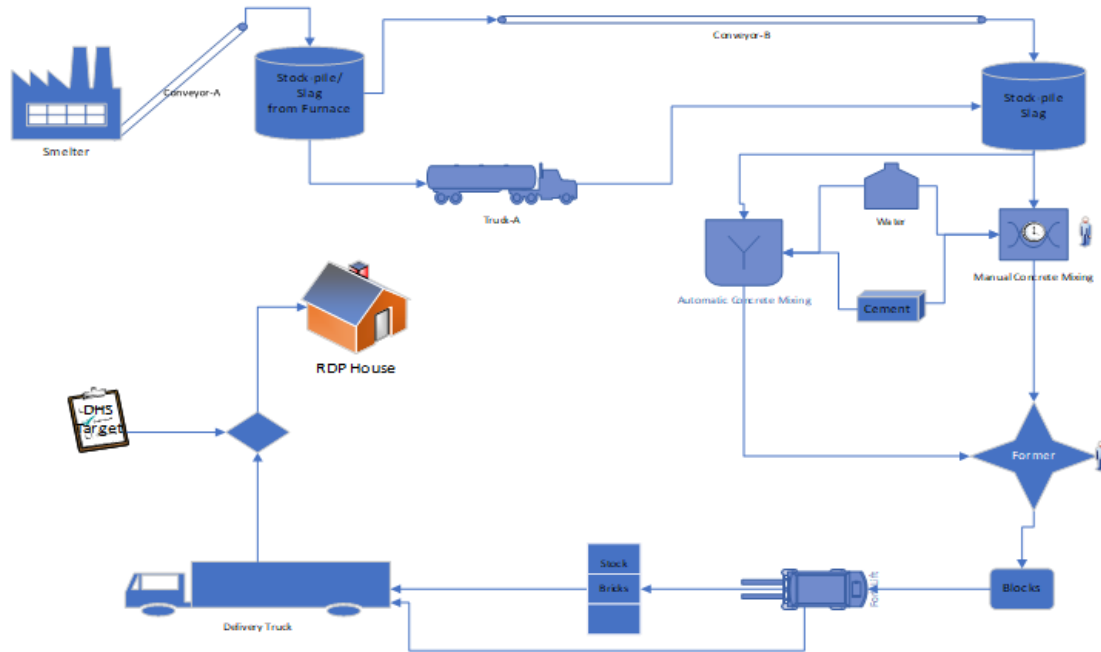 Conveyor-B
Conveyor-A
Stock-pile/
Slag
from Furnace
Stock-pile
Slag
Smelter
Truck-A
Water
Automatic Concrete Mixing
Manual Concrete Mixing
Cement
RDP House
DHS
Target
Former
Stock
Bricks
Forklift
Blocks
Delivery Truck